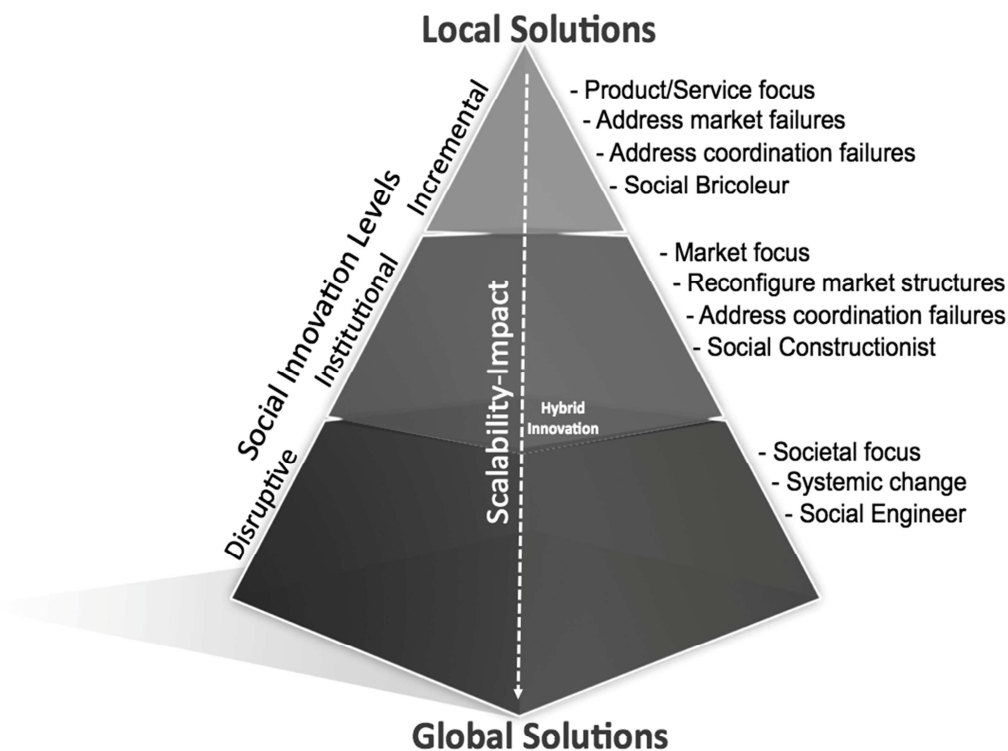 Local Solutions
Social Innovation Levels
Incremental
- Product/Service focus
- Address market failures
- Address coordination failures
- Social Bricoleur
Institutional
- Market focus
- Reconfigure market structures
- Address coordination failures
- Social Constructionist
Scalability-Impact
Hybrid
Innovation
Disruptive
- Societal focus
- Systemic change
- Social Engineer
Global Solutions